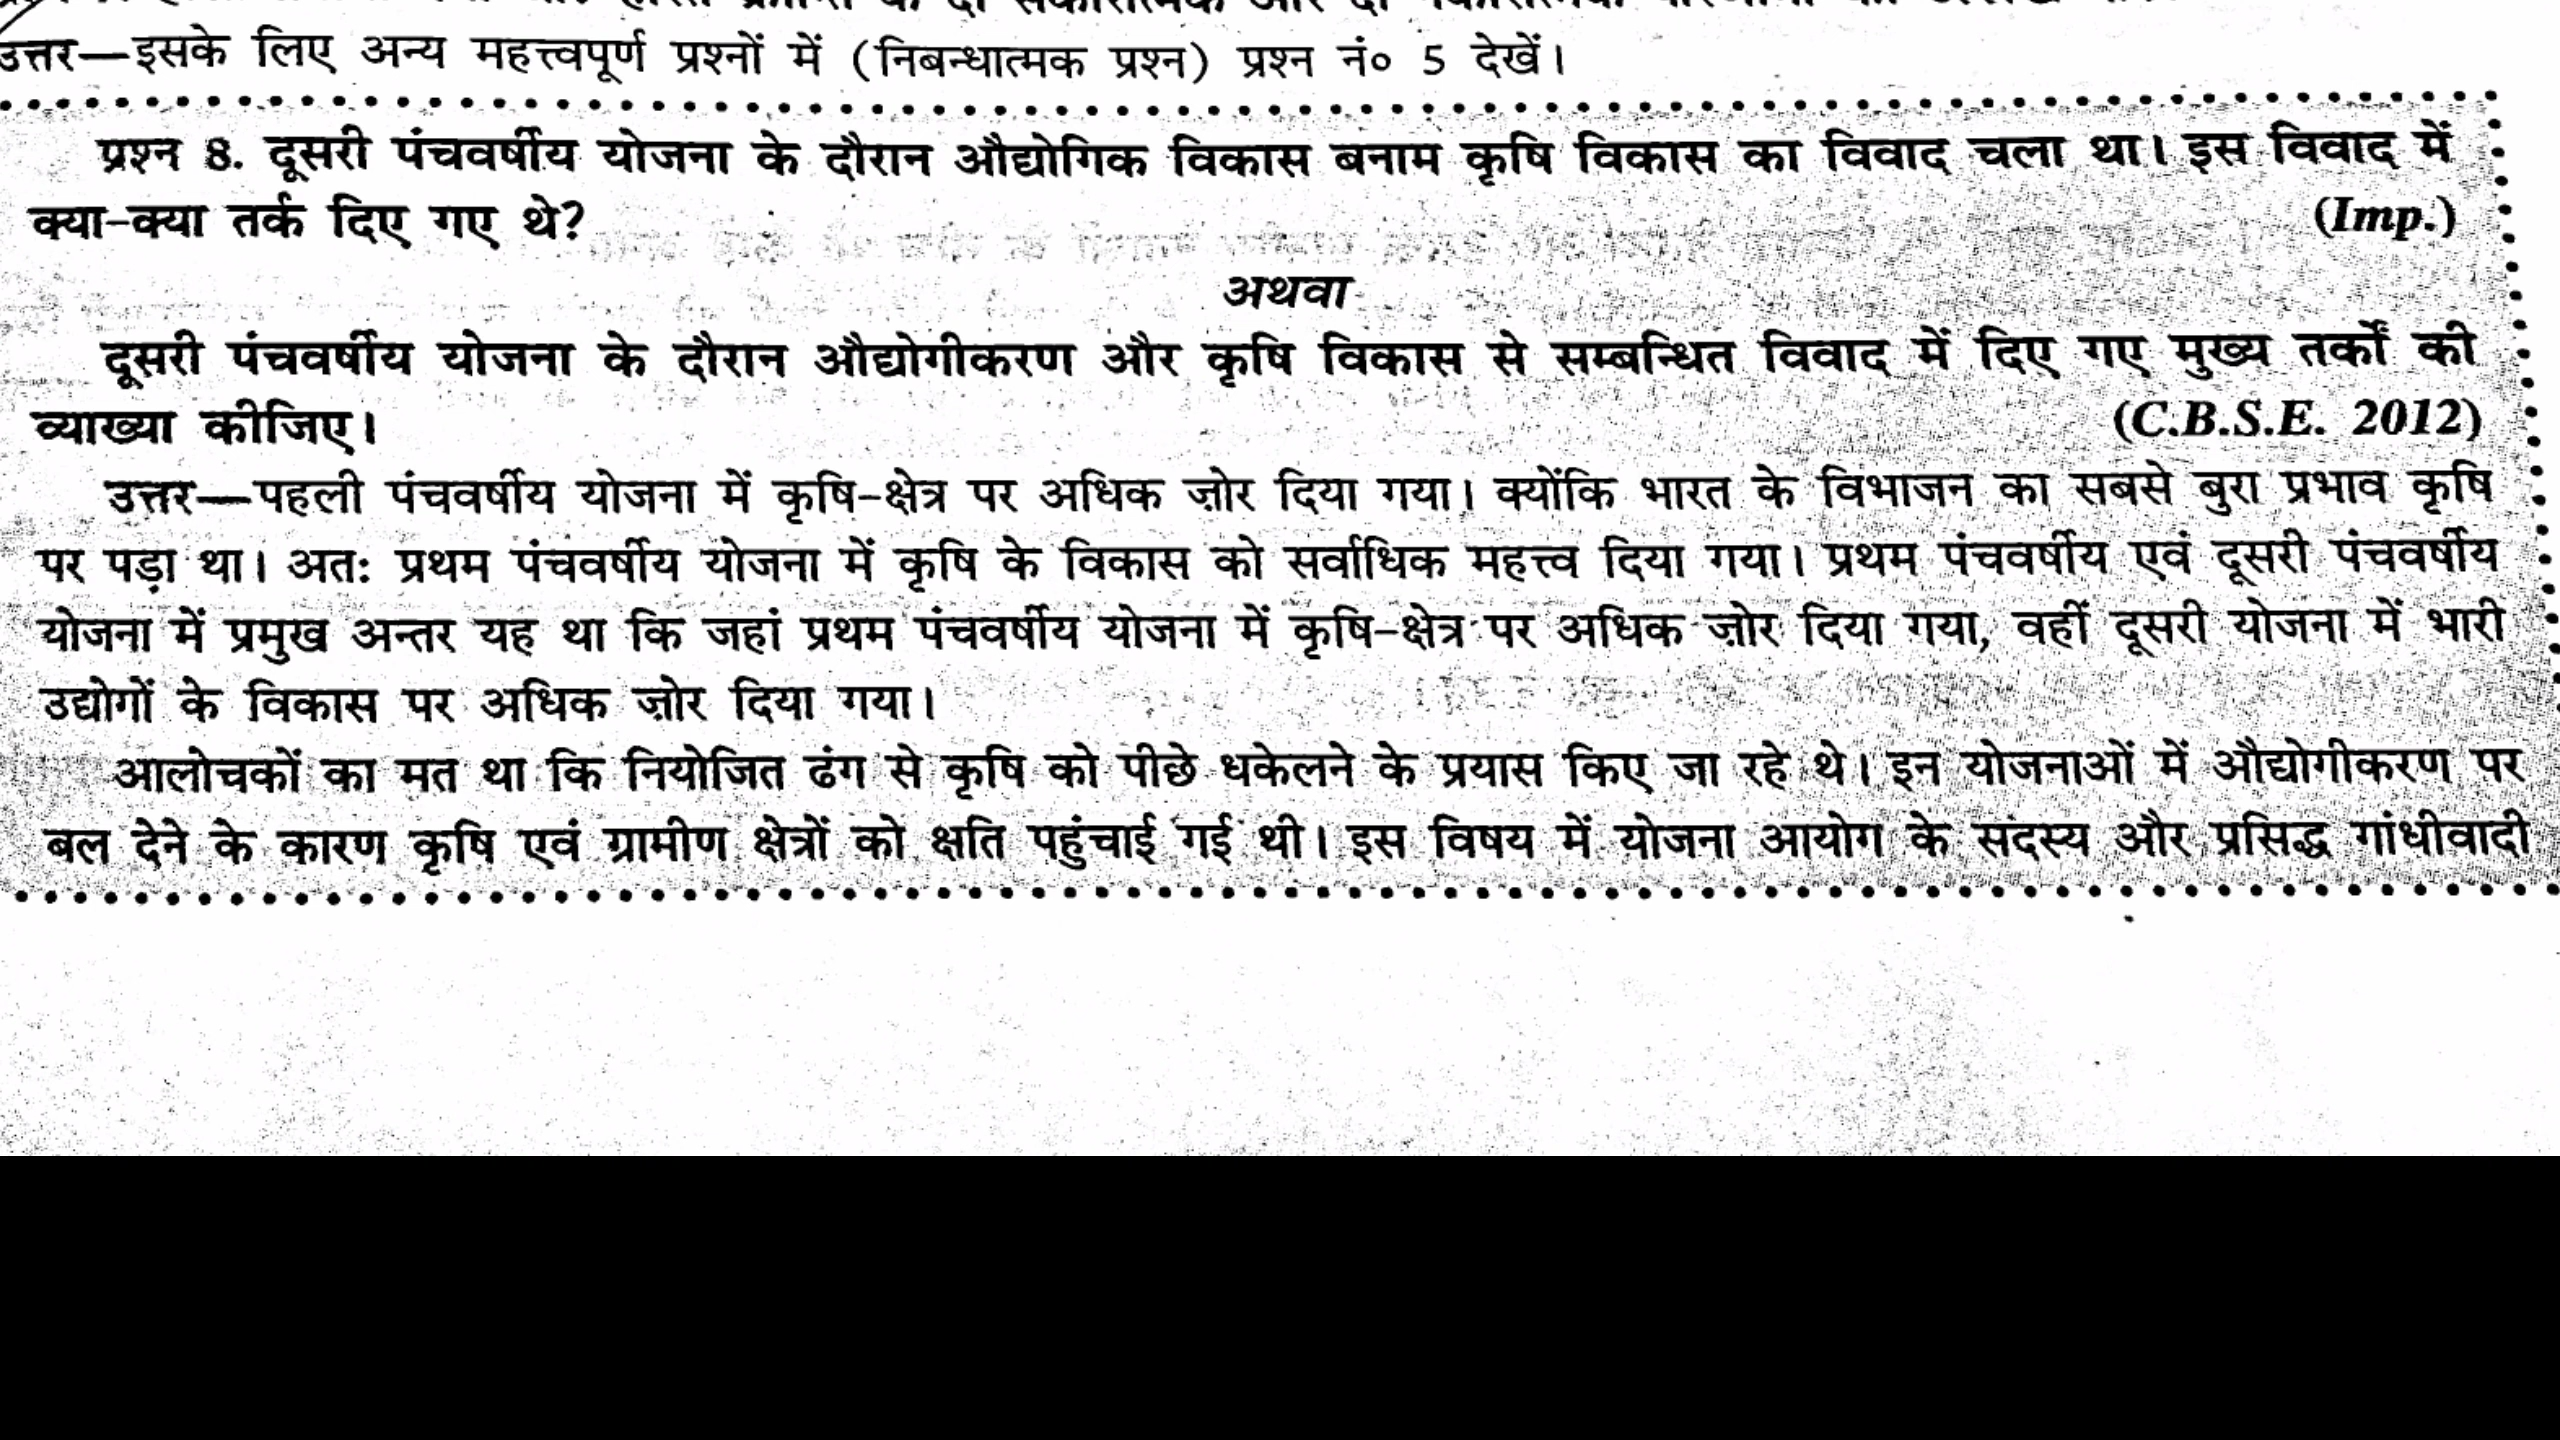 उत्तर—इसके लिए अन्य महत्त्वपूर्ण प्रश्नों में (निबन्धात्मक प्रश्न) प्रश्न नं० 5 देखें।
प्रश्न 8. दूसरी पंचवर्षीय योजना के दौरान औद्योगिक विकास बनाम कृषि विकास का विवाद चला था। इस विवाद में
क्या-क्या तर्क दिए गए थे? (Imp.)
अथवा
दूसरी पंचवर्षीय योजना के दौरान औद्योगीकरण और कृषि विकास से सम्बन्धित विवाद में दिए गए मुख्य तर्कों की
व्याख्या कीजिए। (C.B.S.E. 2012)
उत्तर—पहली पंचवर्षीय योजना में कृषि-क्षेत्र पर अधिक ज़ोर दिया गया। क्योंकि भारत के विभाजन का सबसे बुरा प्रभाव कृषि
पर पड़ा था। अतः प्रथम पंचवर्षीय योजना में कृषि के विकास को सर्वाधिक महत्त्व दिया गया। प्रथम पंचवर्षीय एवं दूसरी पंचवर्षीय
योजना में प्रमुख अन्तर यह था कि जहां प्रथम पंचवर्षीय योजना में कृषि-क्षेत्र पर अधिक ज़ोर दिया गया, वहीं दूसरी योजना में भारी
उद्योगों के विकास पर अधिक ज़ोर दिया गया।
आलोचकों का मत था कि नियोजित ढंग से कृषि को पीछे धकेलने के प्रयास किए जा रहे थे। इन योजनाओं में औद्योगीकरण पर
बल देने के कारण कृषि एवं ग्रामीण क्षेत्रों को क्षति पहुंचाई गई थी। इस विषय में योजना आयोग के सदस्य और प्रसिद्ध गांधीवादी